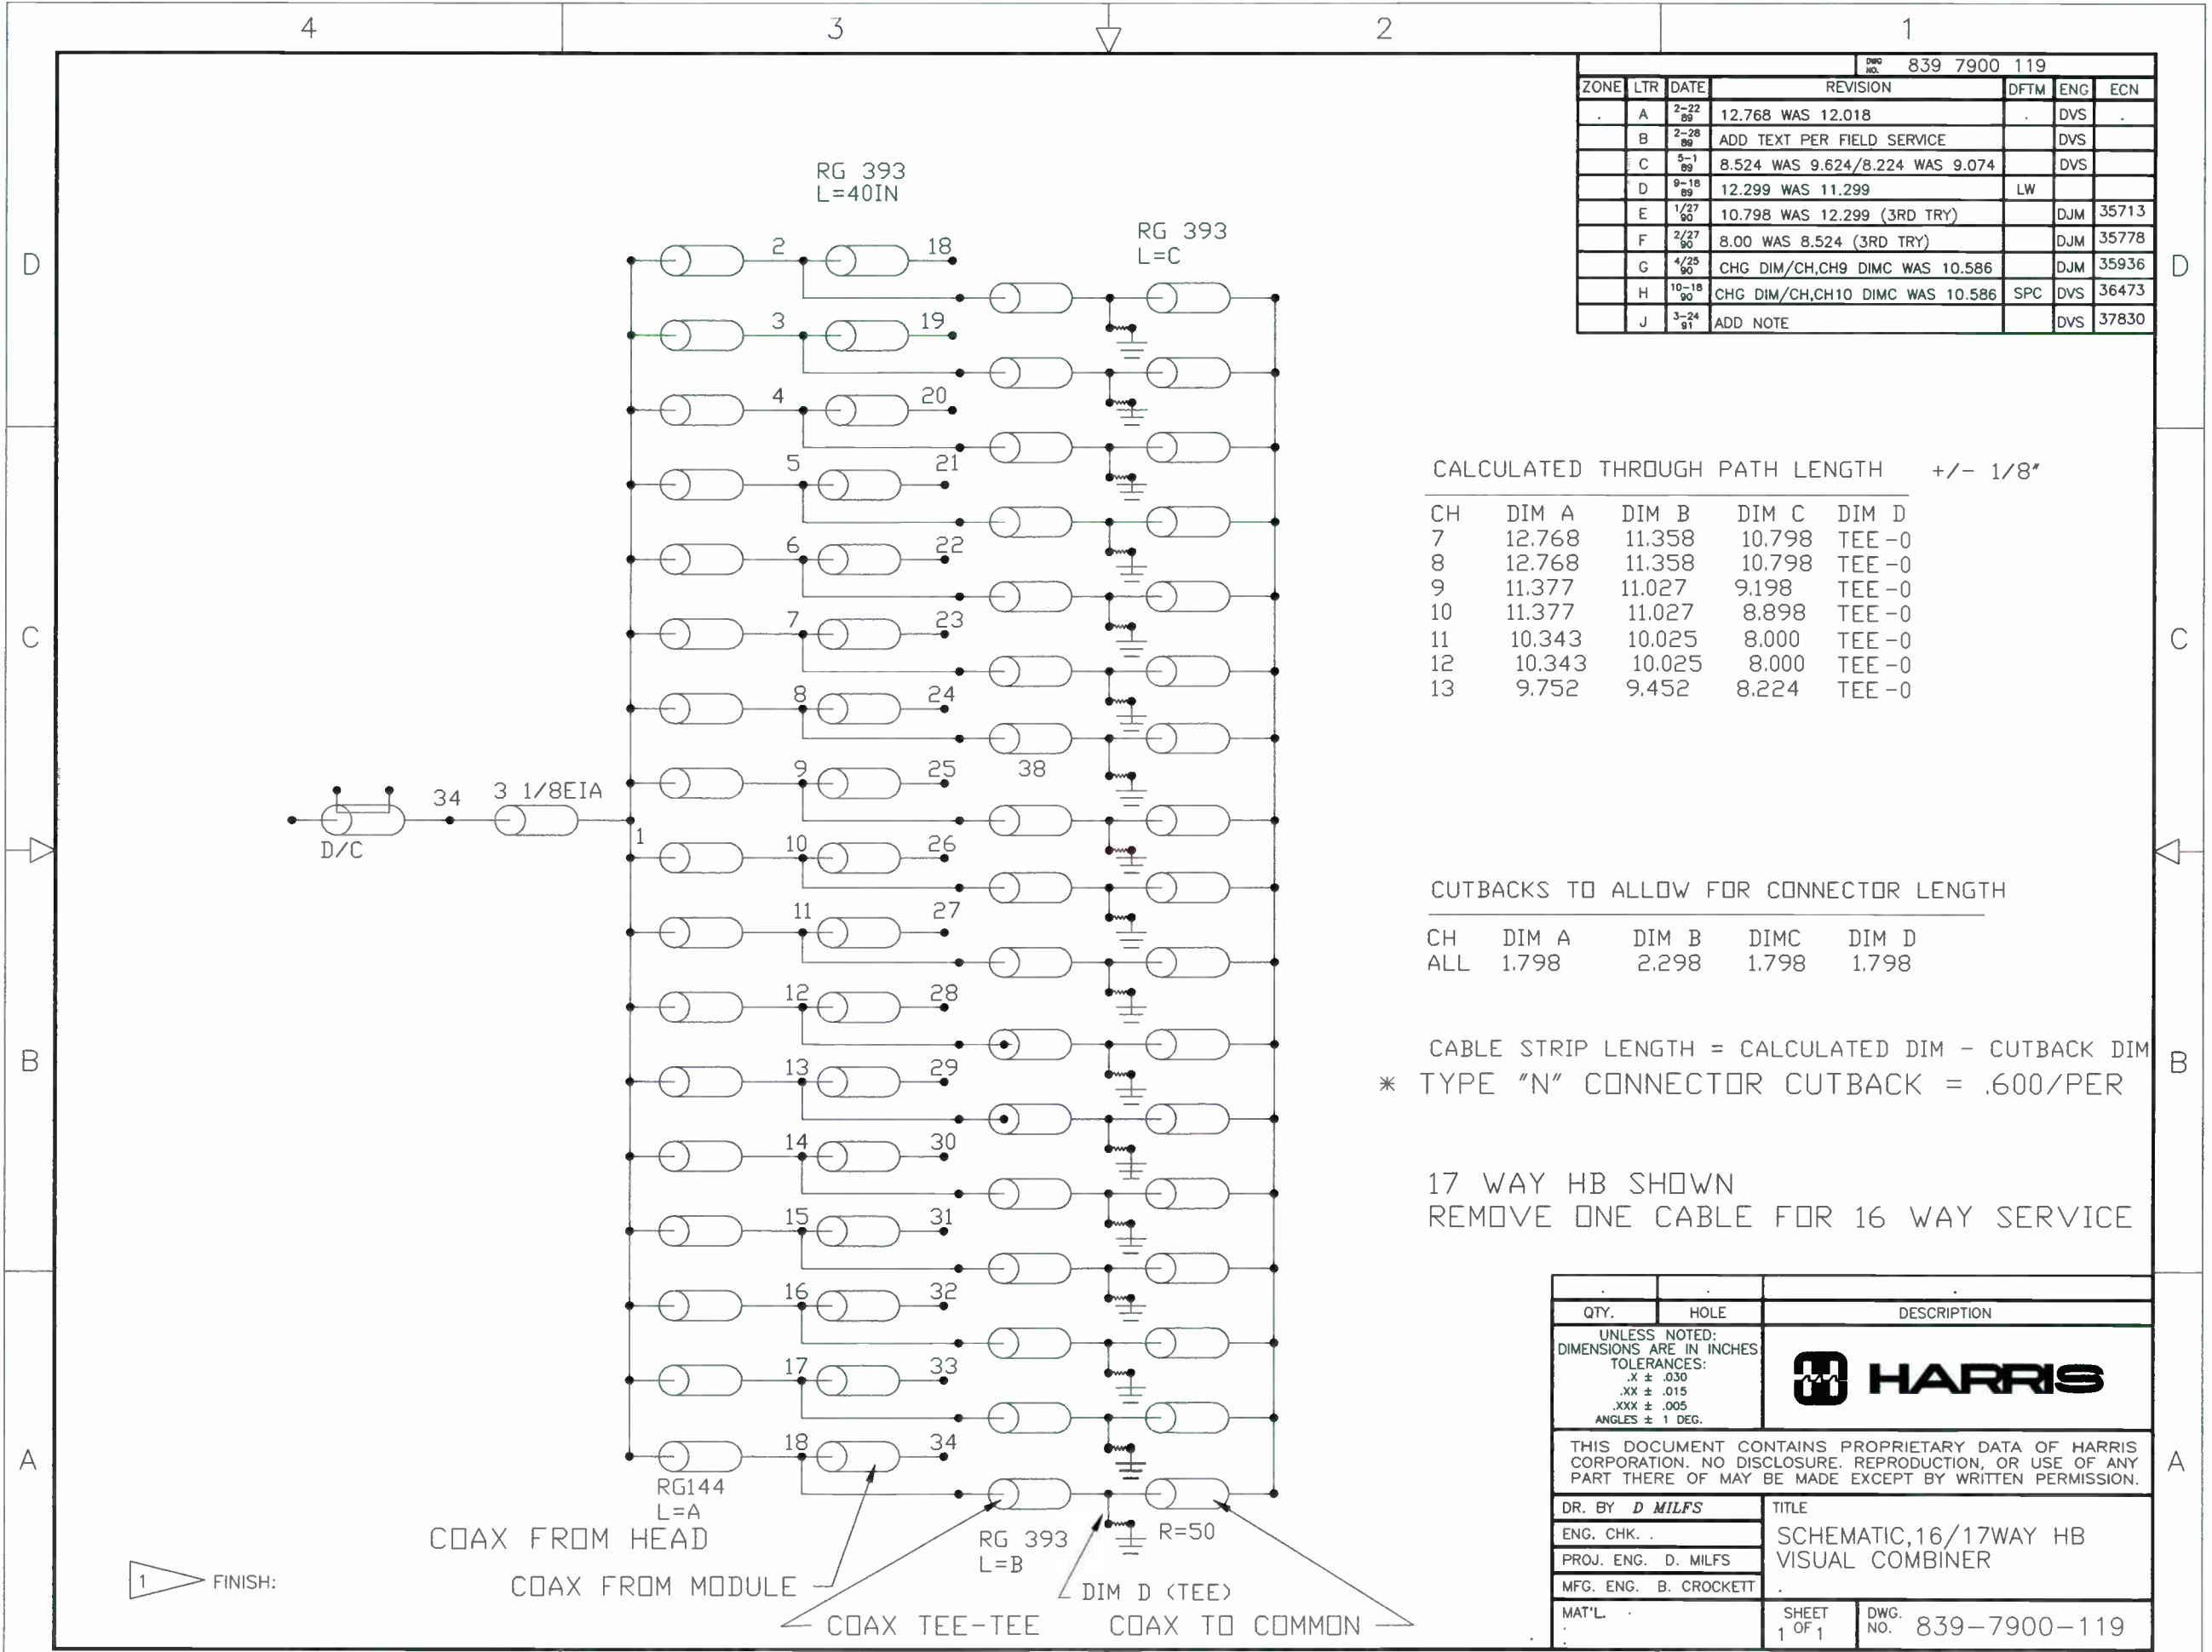 4 3 2 1
DWG NO. 839 7900 119
ZONE LTR DATE REVISION DFTM ENG ECN
. A 2-22 89 12.768 WAS 12.018 . DVS .
B 2-28 89 ADD TEXT PER FIELD SERVICE DVS
C 5-1 89 8.524 WAS 9.624/8.224 WAS 9.074 DVS
D 9-18 89 12.299 WAS 11.299 LW
E 1/27 90 10.798 WAS 12.299 (3RD TRY) DJM 35713
F 2/27 90 8.00 WAS 8.524 (3RD TRY) DJM 35778
G 4/25 90 CHG DIM/CH,CH9 DIMC WAS 10.586 DJM 35936
H 10-18 90 CHG DIM/CH,CH10 DIMC WAS 10.586 SPC DVS 36473
J 3-24 91 ADD NOTE DVS 37830
D D
C C
B B
A A
RG 393
L=40IN
RG 393
L=C
2 18
3 19
4 20
5 21
6 22
7 23
8 24
38
9 25
10 26
11 27
12 28
13 29
14 30
15 31
16 32
17 33
18 34
34 3 1/8EIA
D/C
1
RG144
L=A
RG 393
L=B
R=50
COAX FROM HEAD
COAX FROM MODULE
DIM D (TEE)
COAX TEE-TEE
COAX TO COMMON
1 FINISH:
CALCULATED THROUGH PATH LENGTH +/- 1/8"
CH DIM A DIM B DIM C DIM D
7 12.768 11.358 10.798 TEE-0
8 12.768 11.358 10.798 TEE-0
9 11.377 11.027 9.198 TEE-0
10 11.377 11.027 8.898 TEE-0
11 10.343 10.025 8.000 TEE-0
12 10.343 10.025 8.000 TEE-0
13 9.752 9.452 8.224 TEE-0
CUTBACKS TO ALLOW FOR CONNECTOR LENGTH
CH DIM A DIM B DIMC DIM D
ALL 1.798 2.298 1.798 1.798
CABLE STRIP LENGTH = CALCULATED DIM - CUTBACK DIM
* TYPE "N" CONNECTOR CUTBACK = .600/PER
17 WAY HB SHOWN
REMOVE ONE CABLE FOR 16 WAY SERVICE
QTY. HOLE DESCRIPTION
UNLESS NOTED:
DIMENSIONS ARE IN INCHES
TOLERANCES:
.X ± .030
.XX ± .015
.XXX ± .005
ANGLES ± 1 DEG.
HARRIS
THIS DOCUMENT CONTAINS PROPRIETARY DATA OF HARRIS
CORPORATION. NO DISCLOSURE. REPRODUCTION, OR USE OF ANY
PART THERE OF MAY BE MADE EXCEPT BY WRITTEN PERMISSION.
DR. BY D MILFS
ENG. CHK. .
PROJ. ENG. D. MILFS
MFG. ENG. B. CROCKETT
MAT'L. .
TITLE
SCHEMATIC,16/17WAY HB
VISUAL COMBINER
SHEET
1 OF 1
DWG. NO. 839-7900-119